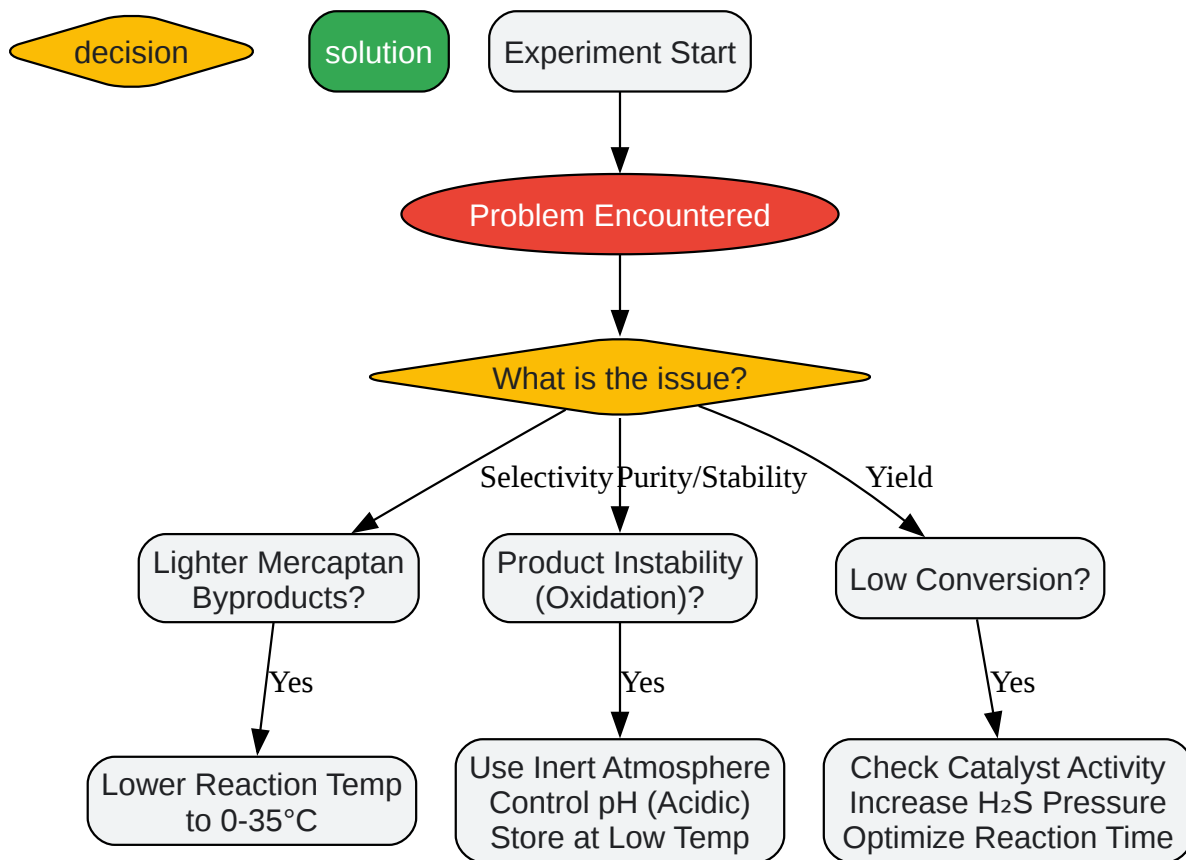 decision
solution
Experiment Start
Problem Encountered
What is the issue?
Selectivity
Purity/Stability
Yield
Lighter Mercaptan
Byproducts?
Product Instability
(Oxidation)?
Low Conversion?
Yes
Yes
Yes
Lower Reaction Temp
to 0-35°C
Use Inert Atmosphere
Control pH (Acidic)
Store at Low Temp
Check Catalyst Activity
Increase H₂S Pressure
Optimize Reaction Time